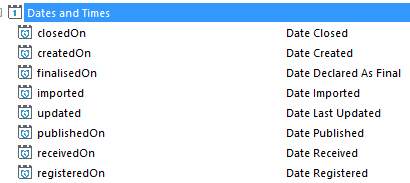 Dates and Times
closedOn Date Closed
createdOn Date Created
finalisedOn Date Declared As Final
imported Date Imported
updated Date Last Updated
publishedOn Date Published
receivedOn Date Received
registeredOn Date Registered